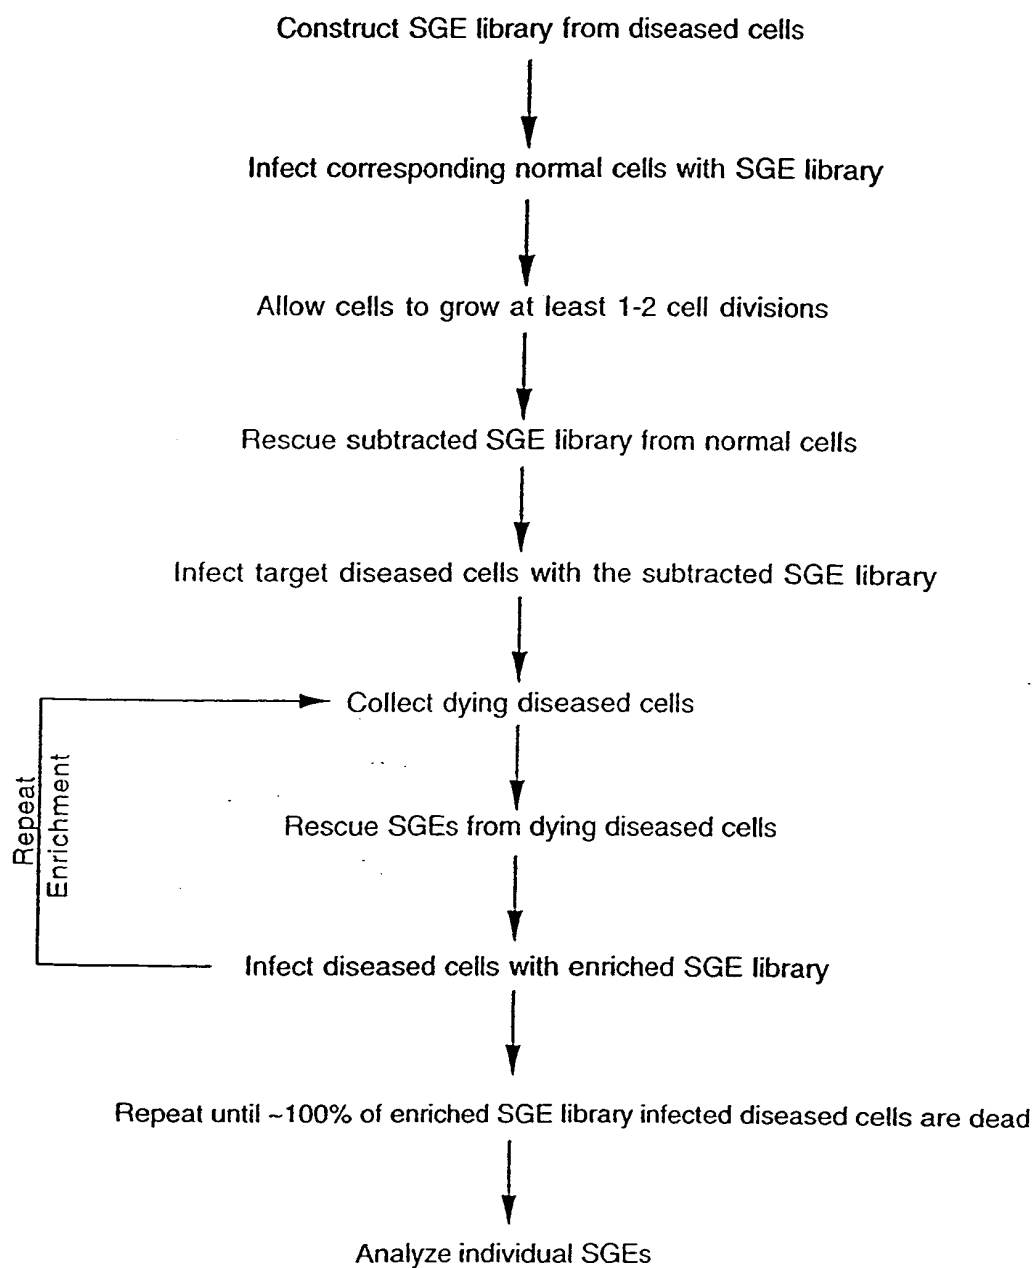 Construct SGE library from diseased cells
Infect corresponding normal cells with SGE library
Allow cells to grow at least 1-2 cell divisions
Rescue subtracted SGE library from normal cells
Infect target diseased cells with the subtracted SGE library
Collect dying diseased cells
Repeat
Enrichment
Rescue SGEs from dying diseased cells
Infect diseased cells with enriched SGE library
Repeat until ~100% of enriched SGE library infected diseased cells are dead
Analyze individual SGEs